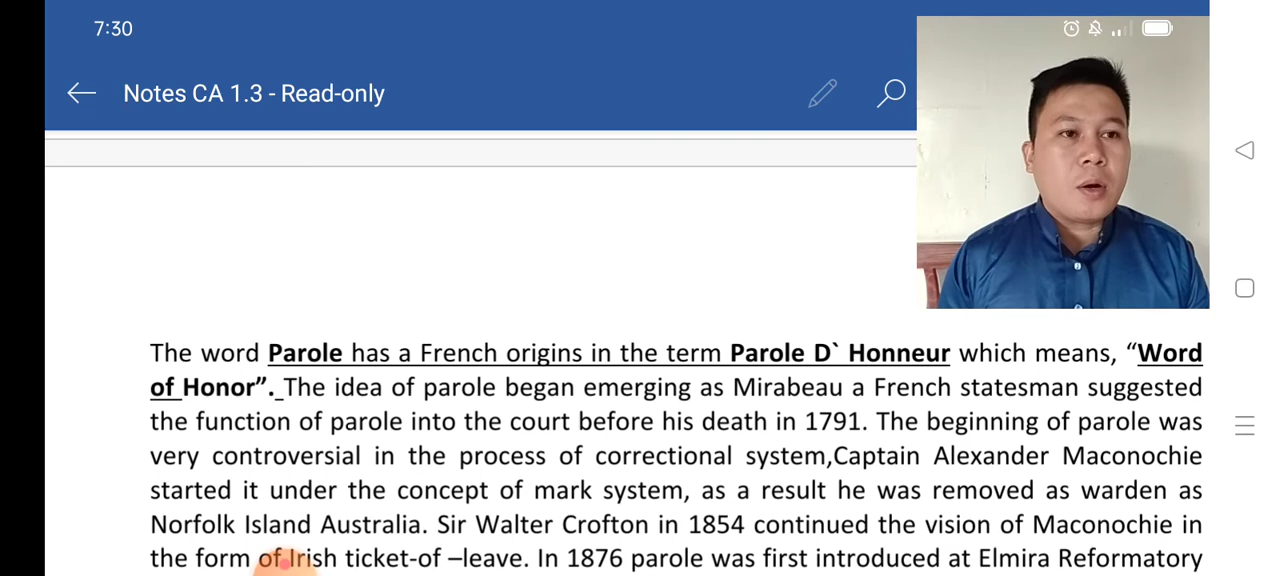 7:30
Notes CA 1.3 - Read-only
The word Parole has a French origins in the term Parole D` Honneur which means, “Word
of Honor”. The idea of parole began emerging as Mirabeau a French statesman suggested
the function of parole into the court before his death in 1791. The beginning of parole was
very controversial in the process of correctional system,Captain Alexander Maconochie
started it under the concept of mark system, as a result he was removed as warden as
Norfolk Island Australia. Sir Walter Crofton in 1854 continued the vision of Maconochie in
the form of Irish ticket-of –leave. In 1876 parole was first introduced at Elmira Reformatory